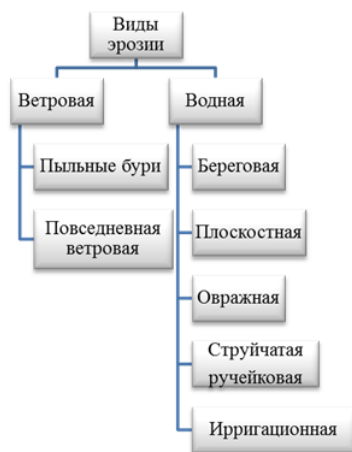 Виды
эрозии
Ветровая
Водная
Пыльные бури
Береговая
Повседневная
ветровая
Плоскостная
Овражная
Струйчатая
ручейковая
Ирригационная